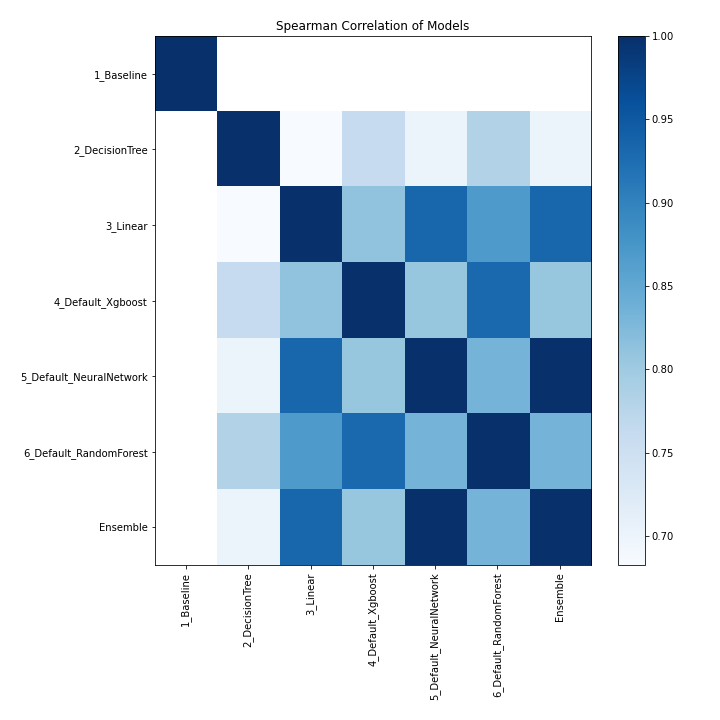 Spearman Correlation of Models
1_Baseline
2_DecisionTree
3_Linear
4_Default_Xgboost
5_Default_NeuralNetwork
6_Default_RandomForest
Ensemble
1_Baseline
2_DecisionTree
3_Linear
4_Default_Xgboost
5_Default_NeuralNetwork
6_Default_RandomForest
Ensemble
1.00
0.95
0.90
0.85
0.80
0.75
0.70